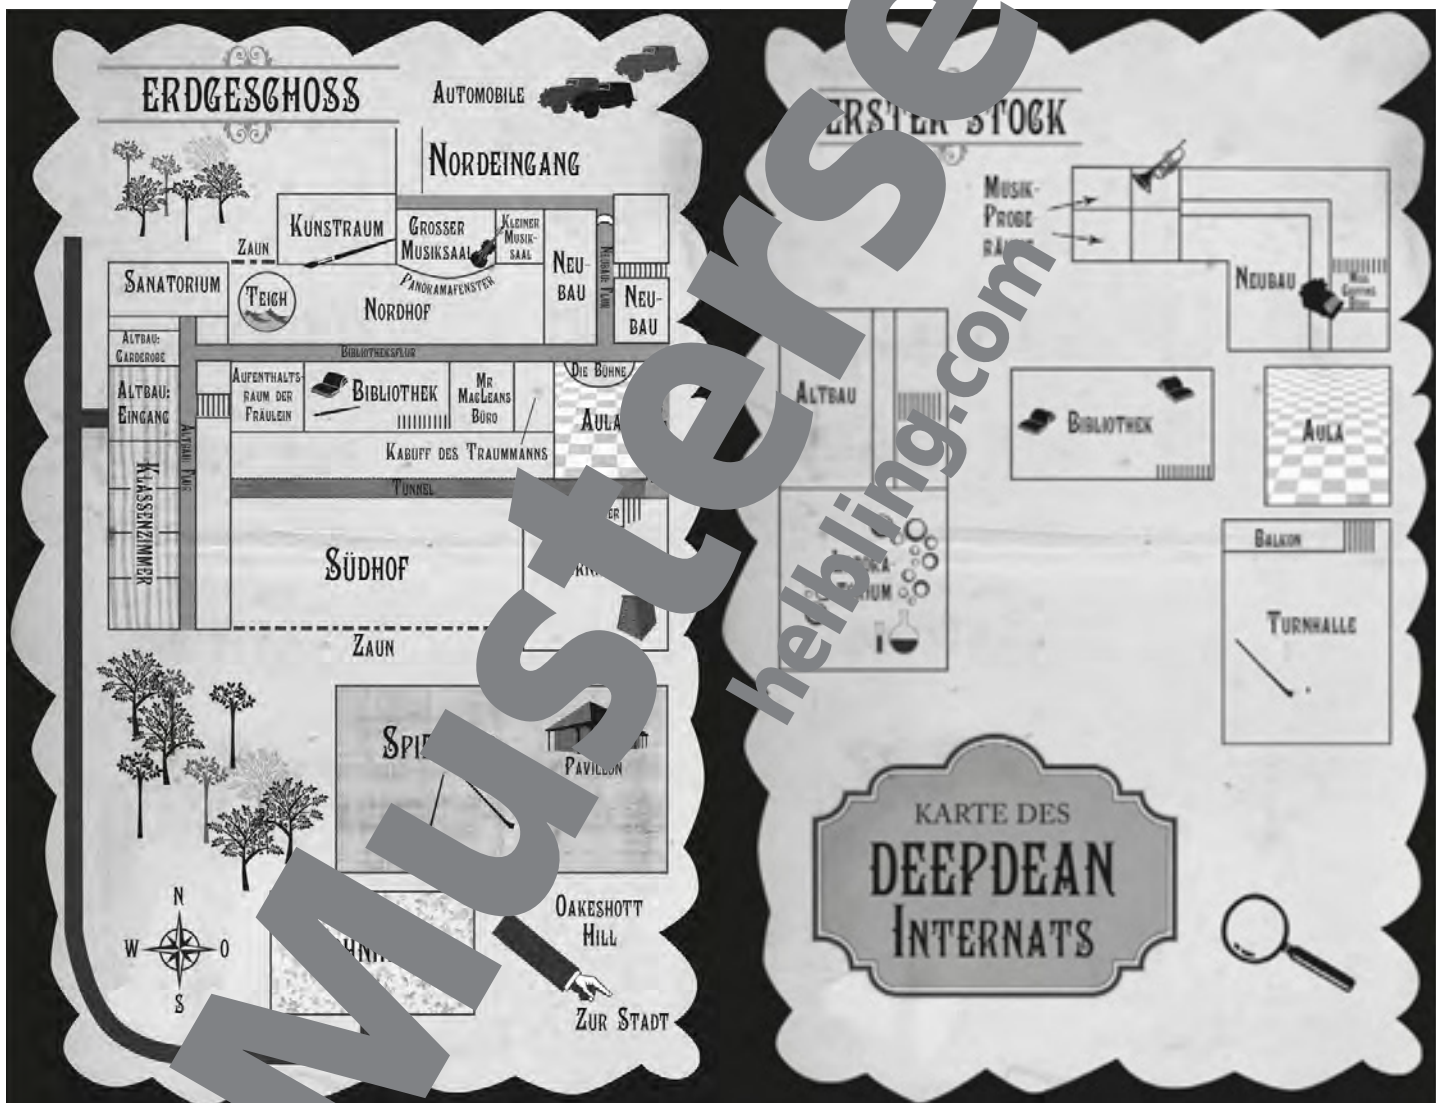 ERDGESCHOSS
AUTOMOBILE
NORDEINGANG
KUNSTRAUM
GROSSER
MUSIKSAAL
KLEINER
MUSIK-
SAAL
ZAUN
SANATORIUM
TEICH
PANORAMAFENSTER
NORDHOF
NEU-
BAU
NEUBAU: FLUR
NEU-
BAU
ALTBAU:
GARDEROBE
BIBLIOTHEKSFLUR
ALTBAU:
EINGANG
AUFENTHALTS-
RAUM DER
FRÄULEIN
BIBLIOTHEK
MR
MACLEANS
BÜRO
DIE BÜHNE
AULA
KABUFF DES TRAUMMANNS
ALTBAU: FLUR
TUNNEL
KLASSENZIMMER
SÜDHOF
ZAUN
PAVILLON
N
W
O
S
OAKESHOTT
HILL
ZUR STADT
ERSTER STOCK
MUSIK-
PROBE
RÄUME
NEUBAU
ALTBAU
BIBLIOTHEK
AULA
BALKON
TURNHALLE
KARTE DES
DEEPDEAN
INTERNATS
Musterseite
helbling.com